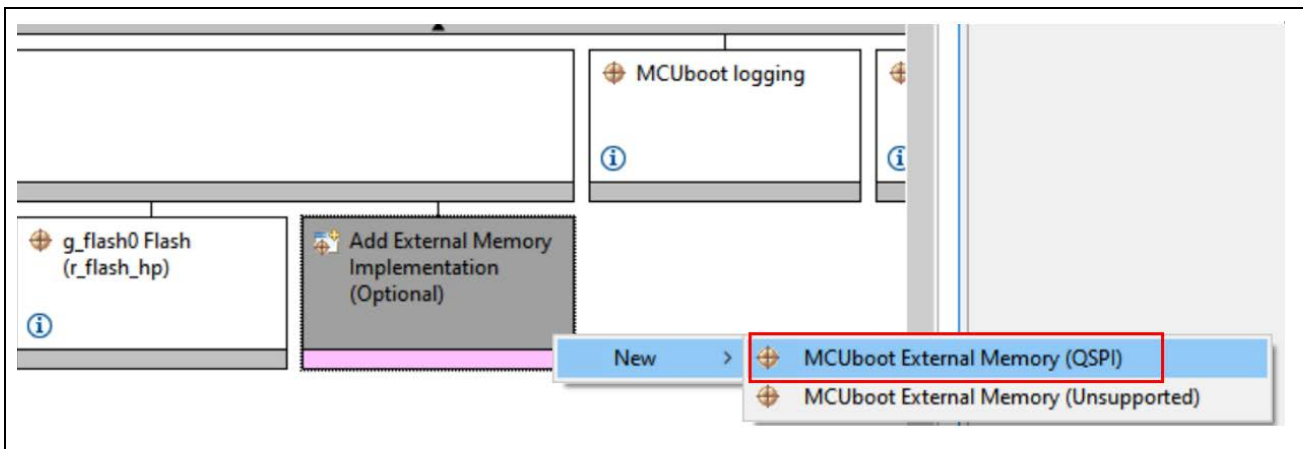 MCUboot logging
g_flash0 Flash
(r_flash_hp)
Add External Memory
Implementation
(Optional)
New >
MCUboot External Memory (QSPI)
MCUboot External Memory (Unsupported)